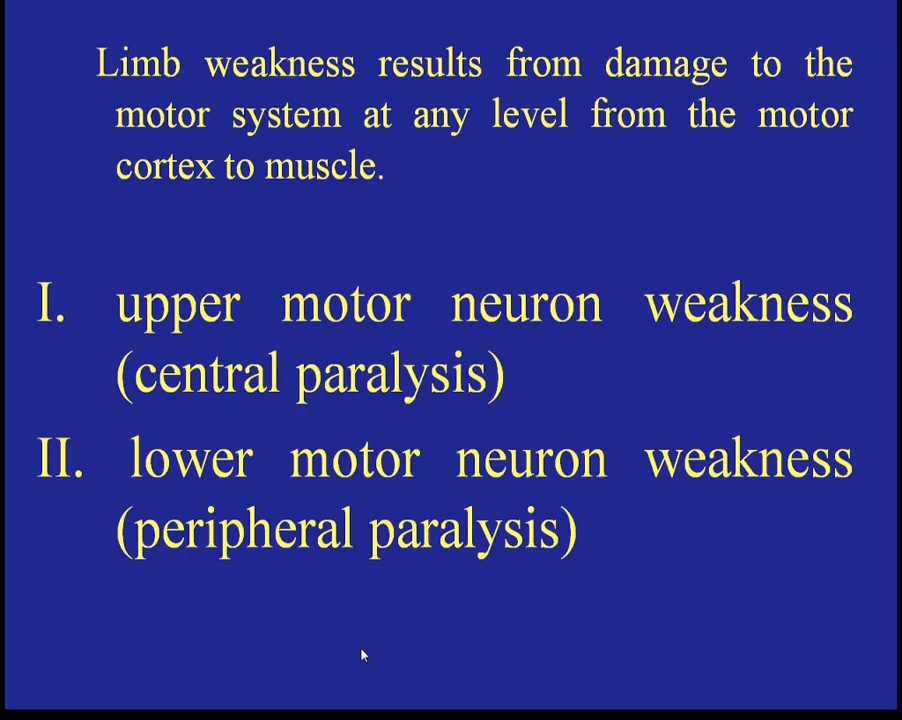 Limb weakness results from damage to the
motor system at any level from the motor
cortex to muscle.
I. upper motor neuron weakness
(central paralysis)
II. lower motor neuron weakness
(peripheral paralysis)